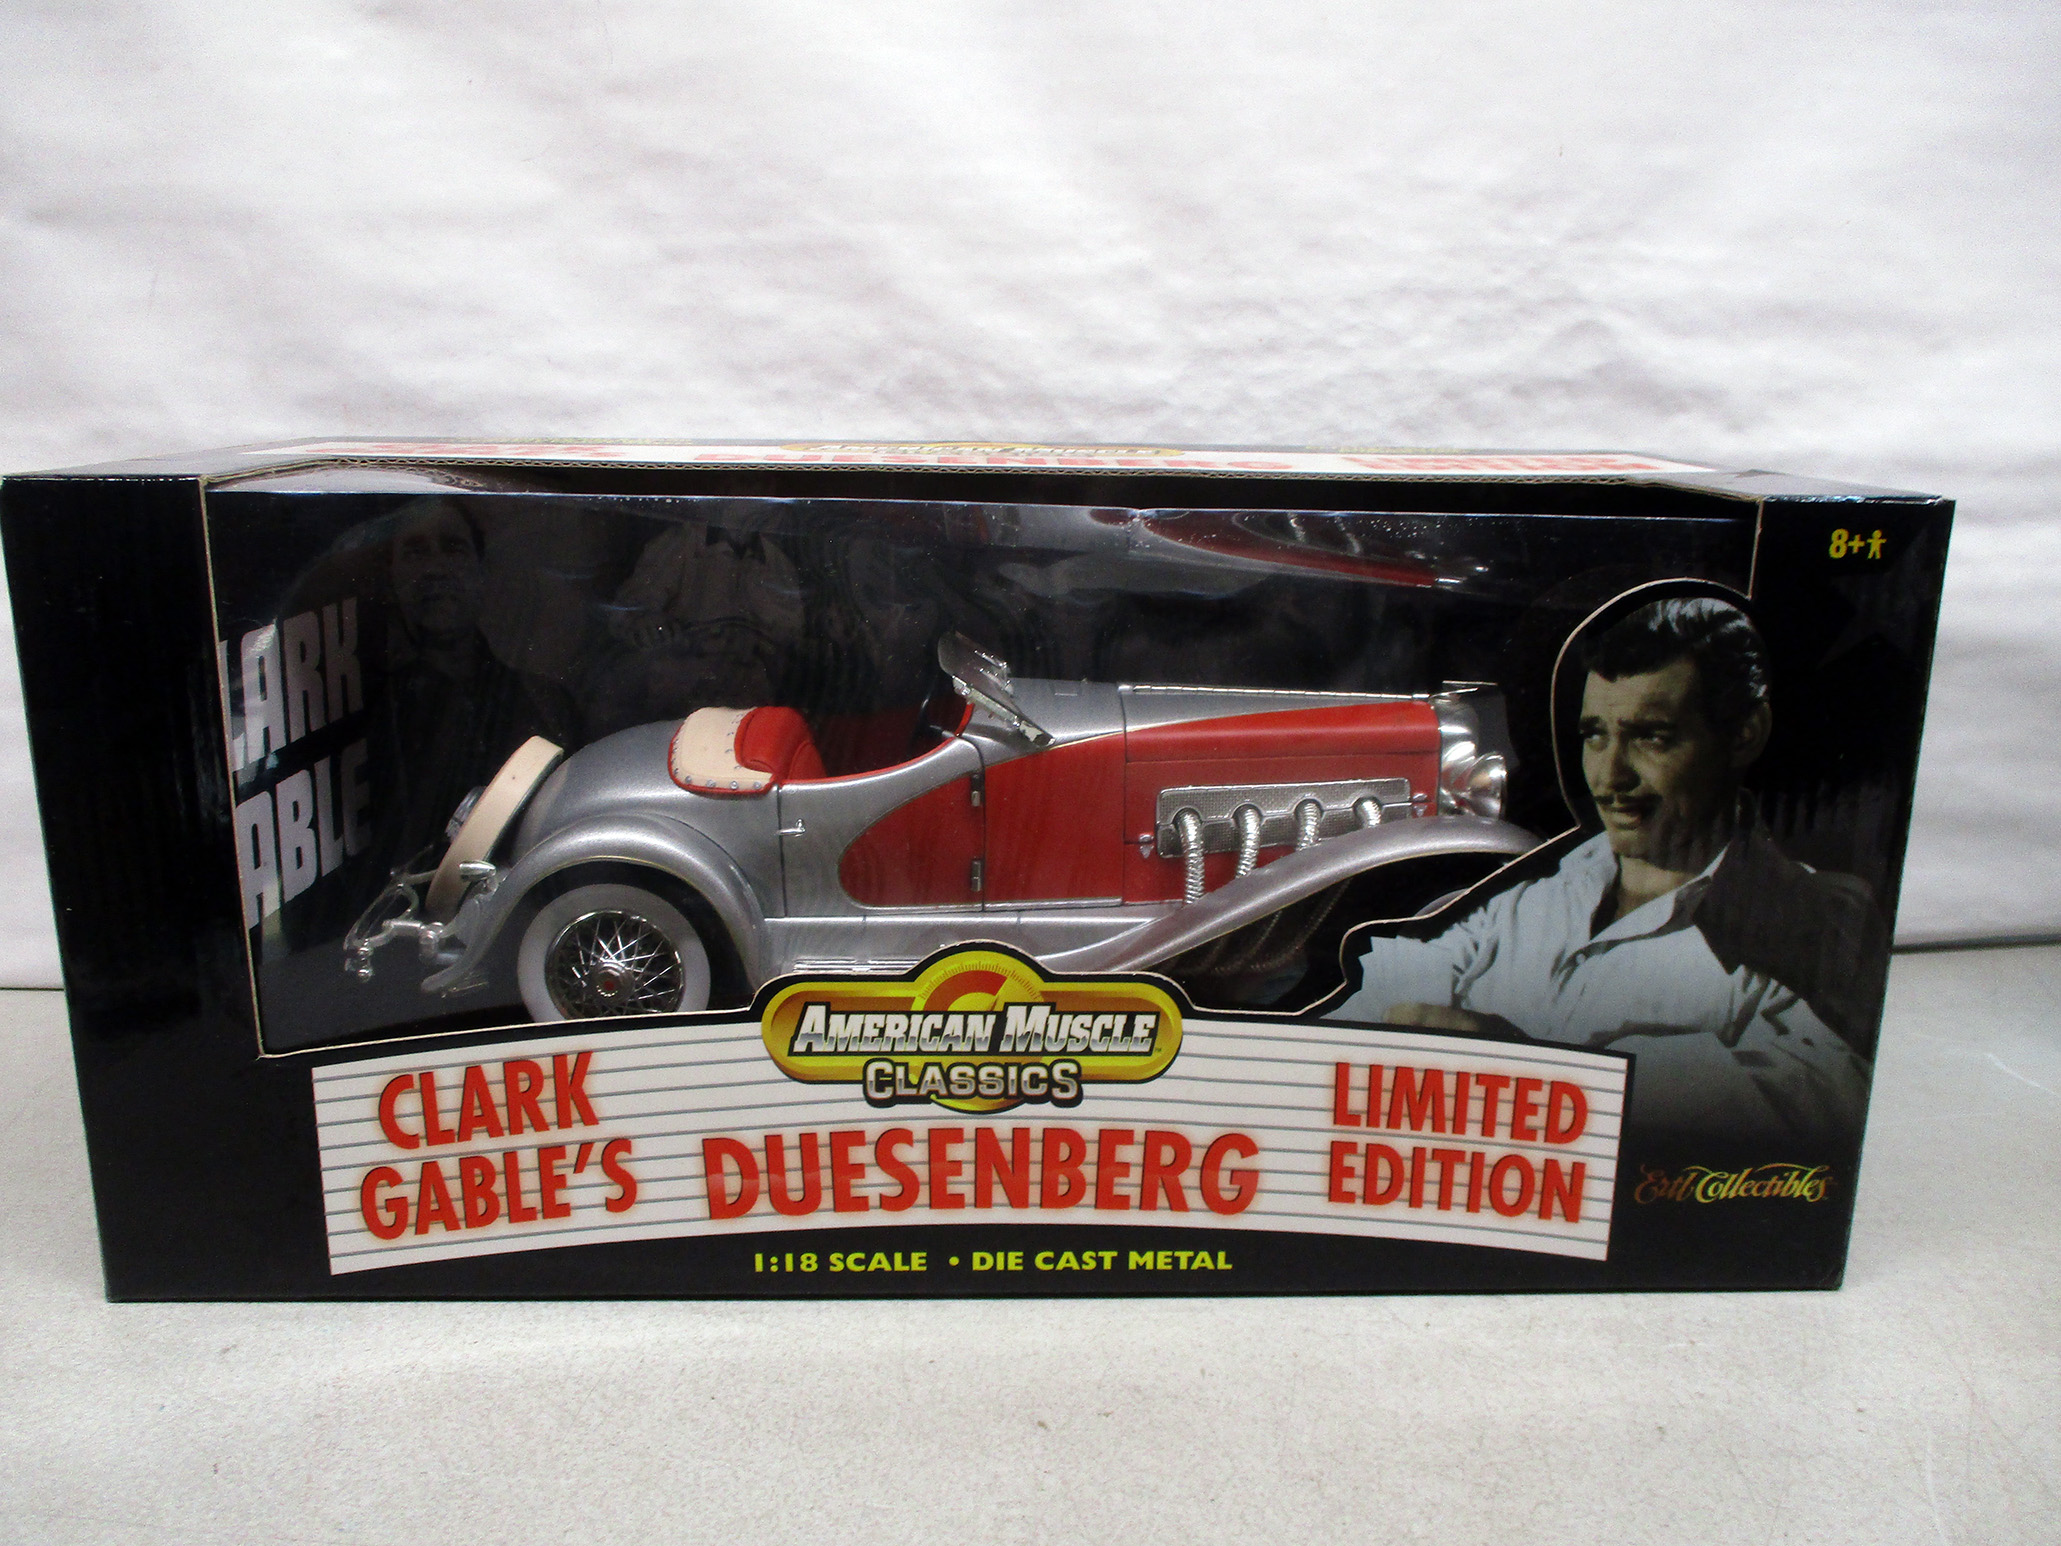 8+
LARK
ABLE
AMERICAN MUSCLE
CLASSICS
CLARK
GABLE'S
DUESENBERG
LIMITED
EDITION
Ertl Collectibles
1:18 SCALE • DIE CAST METAL